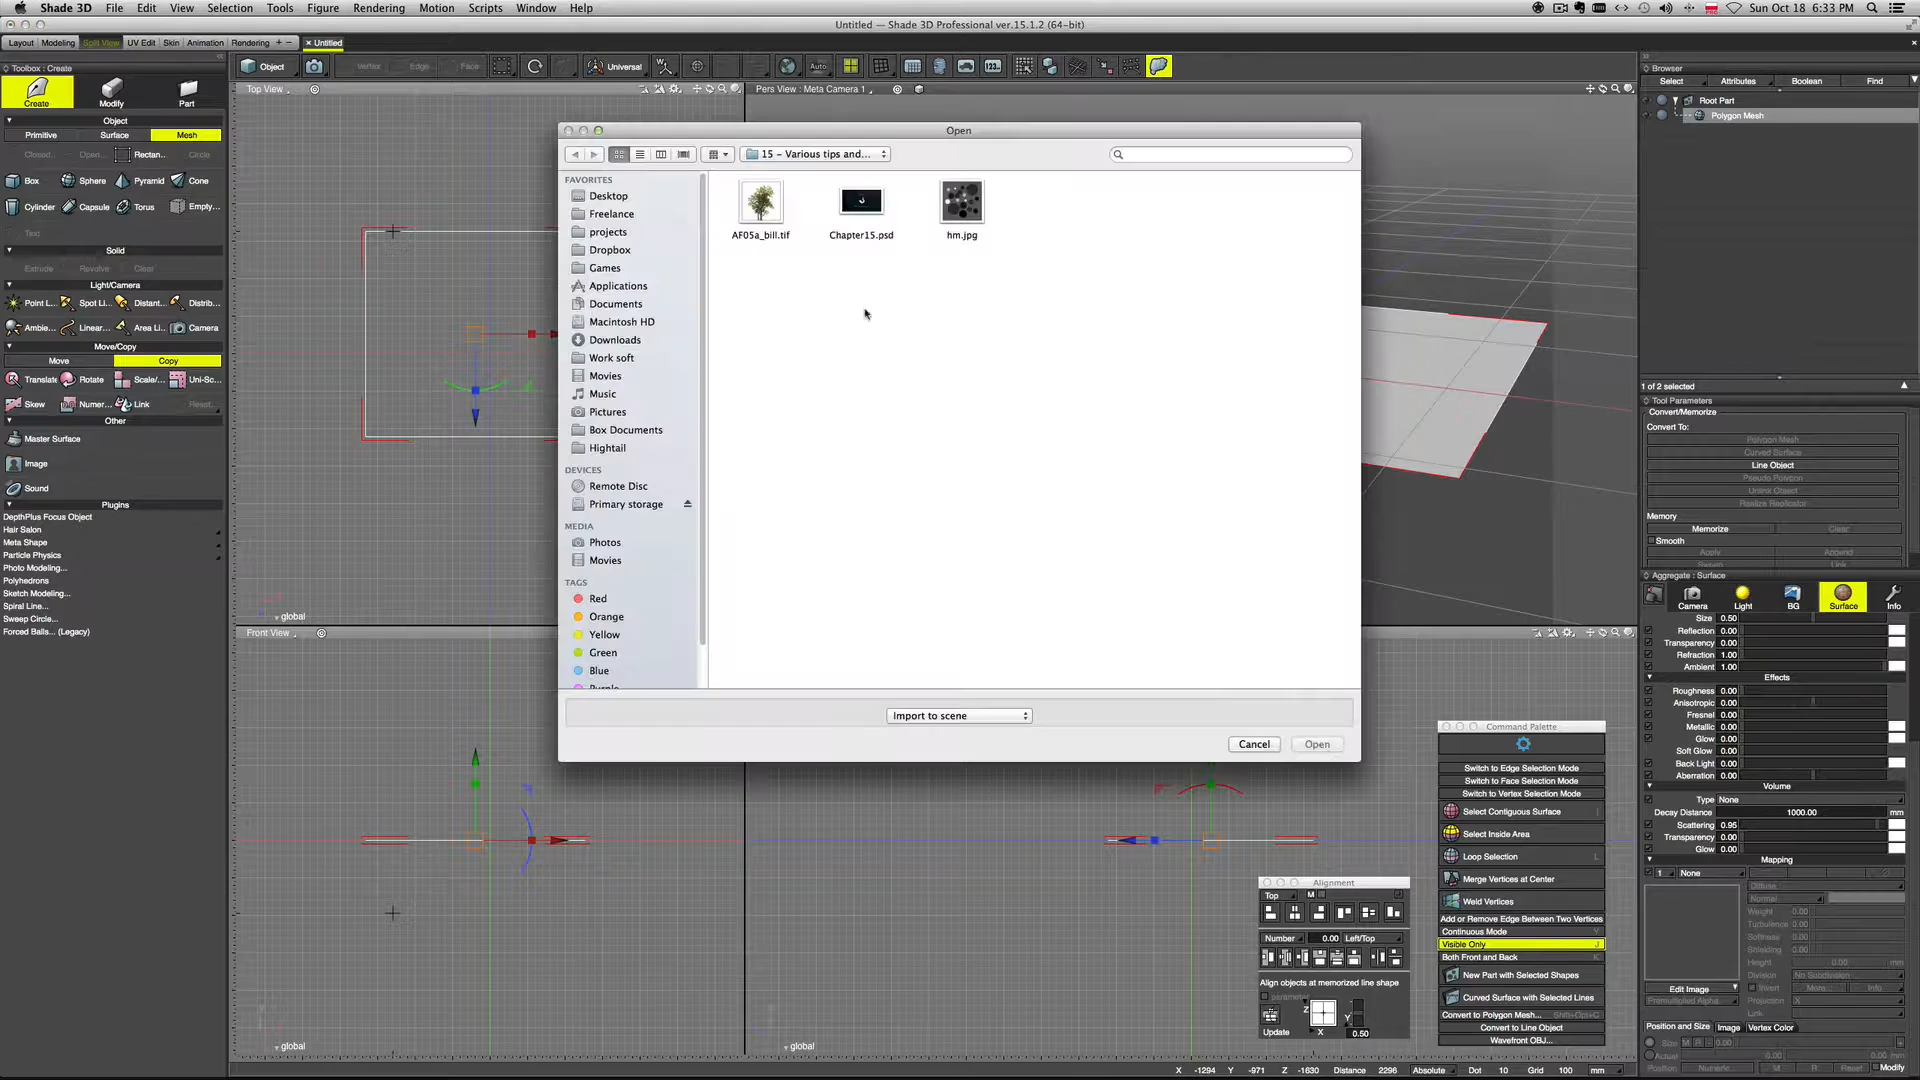 Shade 3D File Edit View Selection Tools Figure Rendering Motion Scripts Window Help
Sun Oct 18 6:33 PM
Untitled — Shade 3D Professional ver.15.1.2 (64-bit)
Layout Modeling Split View UV Edit Skin Animation Rendering + −
× Untitled
Toolbox: Create
Create Modify Part
Object
Primitive Surface Mesh
Closed... Open... Rectan... Circle
Box Sphere Pyramid Cone
Cylinder Capsule Torus Empty...
Text
Solid
Extrude Revolve Clear
Light/Camera
Point L... Spot Li... Distant... Distrib...
Ambie... Linear... Area Li... Camera
Move/Copy
Move Copy
Translate Rotate Scale/... Uni-Sc...
Skew Numer... Link Reset...
Other
Master Surface
Image
Sound
Plugins
DepthPlus Focus Object
Hair Salon
Meta Shape
Particle Physics
Photo Modeling...
Polyhedrons
Sketch Modeling...
Spiral Line...
Sweep Circle...
Forced Balls... (Legacy)
Object Vertex Edge Face Universal Auto 123...
Top View
Pers View : Meta Camera 1
global
Front View
global
global
Open
15 – Various tips and...
FAVORITES
Desktop
Freelance
projects
Dropbox
Games
Applications
Documents
Macintosh HD
Downloads
Work soft
Movies
Music
Pictures
Box Documents
Hightail
DEVICES
Remote Disc
Primary storage
MEDIA
Photos
Movies
TAGS
Red
Orange
Yellow
Green
Blue
Purple
AF05a_bill.tif Chapter15.psd hm.jpg
Import to scene
Cancel Open
Browser
Select Attributes Boolean Find
Root Part
Polygon Mesh
1 of 2 selected
Tool Parameters
Convert/Memorize
Convert To:
Polygon Mesh
Curved Surface
Line Object
Pseudo Polygon
Unlink Object
Realize Replicator
Memory
Memorize Clear
Smooth
Apply Append
Sweep Link
Aggregate : Surface
Camera Light BG Surface Info
Size 0.50
Reflection 0.00
Transparency 0.00
Refraction 1.00
Ambient 1.00
Effects
Roughness 0.00
Anisotropic 0.00
Fresnel 0.00
Metallic 0.00
Glow 0.00
Soft Glow 0.00
Back Light 0.00
Aberration 0.00
Volume
Type None
Decay Distance 1000.00 mm
Scattering 0.95
Transparency 0.00
Glow 0.00
Mapping
1 None
Diffuse
Normal
Weight 0.00
Turbulence 0.00
Softness 0.00
Shielding 0.00
Height 0.00 mm
Division No Subdivision
Invert More... Info
Edit Image
Premultiplied Alpha Projection X
Link
Position and Size Image Vertex Color
Size M R 0.00
Actual 0.00 0.00 mm
Position Numeric... M R Reset Modify
Command Palette
Switch to Edge Selection Mode
Switch to Face Selection Mode
Switch to Vertex Selection Mode
Select Contiguous Surface I
Select Inside Area
Loop Selection L
Merge Vertices at Center
Weld Vertices
Add or Remove Edge Between Two Vertices
Continuous Mode Y
Visible Only J
Both Front and Back K
New Part with Selected Shapes
Curved Surface with Selected Lines
Convert to Polygon Mesh... Shift+Opt+C
Convert to Line Object
Wavefront OBJ...
Alignment
Top M
Number 0.00 Left/Top
Align objects at memorized line shape
parameter
Z Y
Update X 0.50
X -1294 Y -971 Z -1630 Distance 2296 Absolute Dot 10 Grid 100 mm